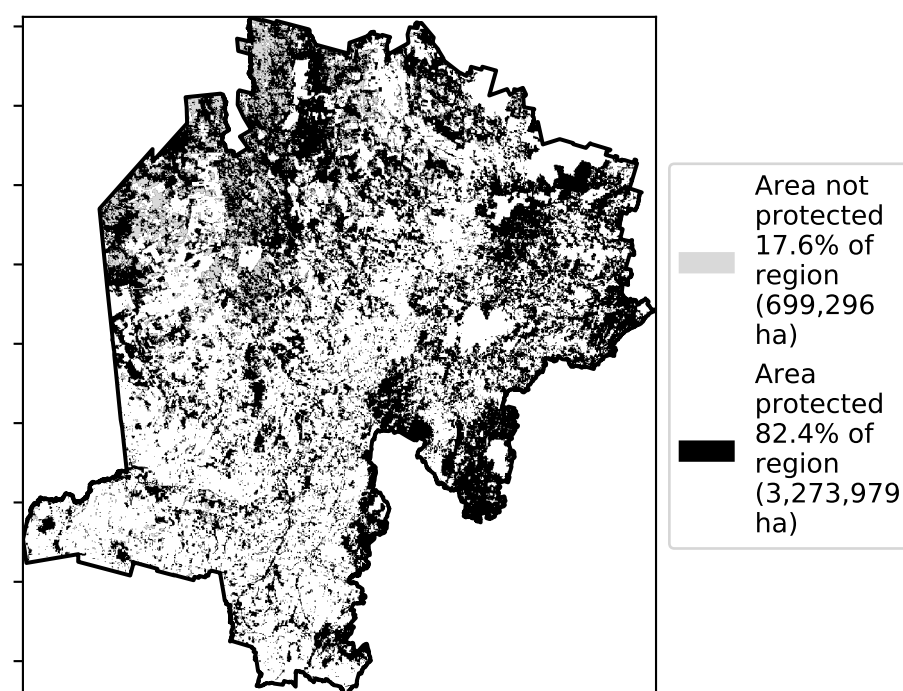 Area not
protected
17.6% of
region
(699,296
ha)
Area
protected
82.4% of
region
(3,273,979
ha)